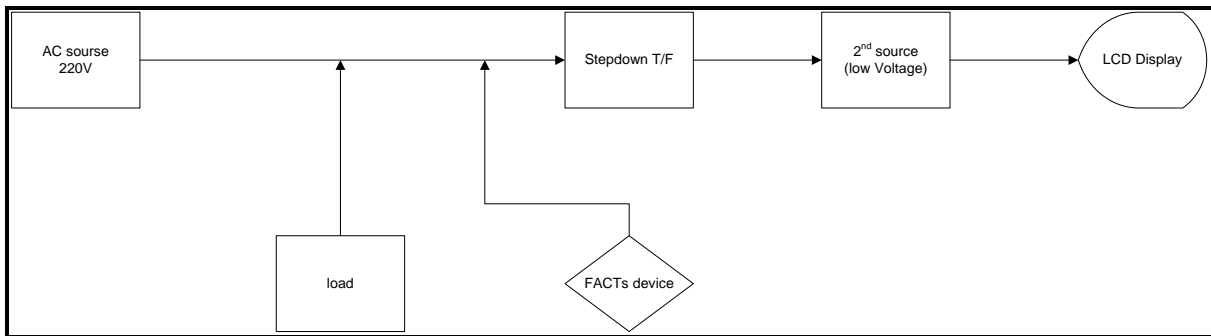 AC sourse
220V
Stepdown T/F
2nd source
(low Voltage)
LCD Display
load
FACTs device